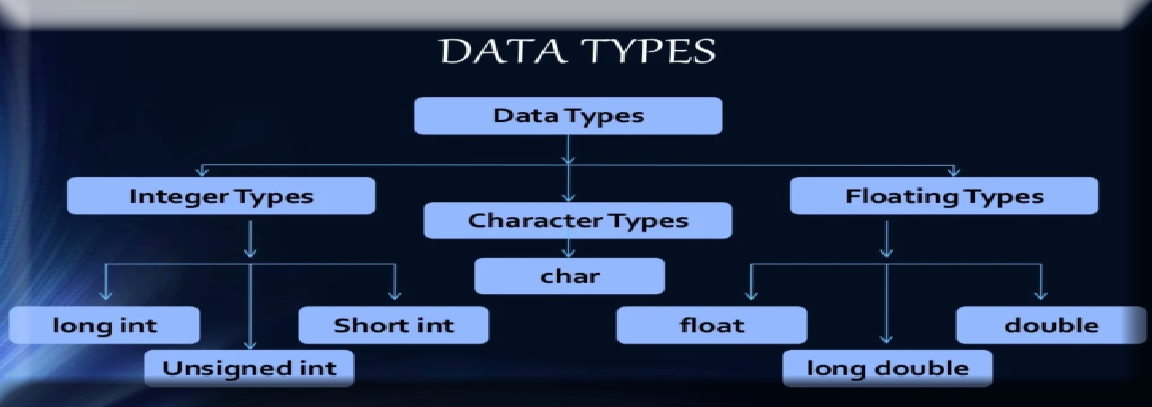 DATA TYPES
Data Types
Integer Types
Character Types
Floating Types
char
long int
Short int
Unsigned int
float
double
long double